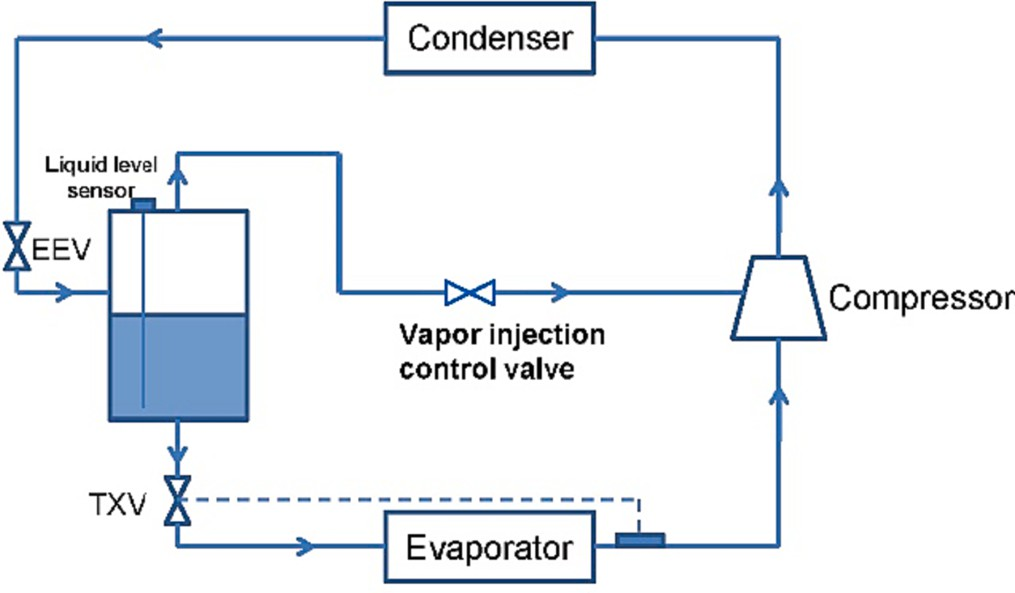 Condenser
Liquid level
sensor
EEV
Compressor
Vapor injection
control valve
TXV
Evaporator